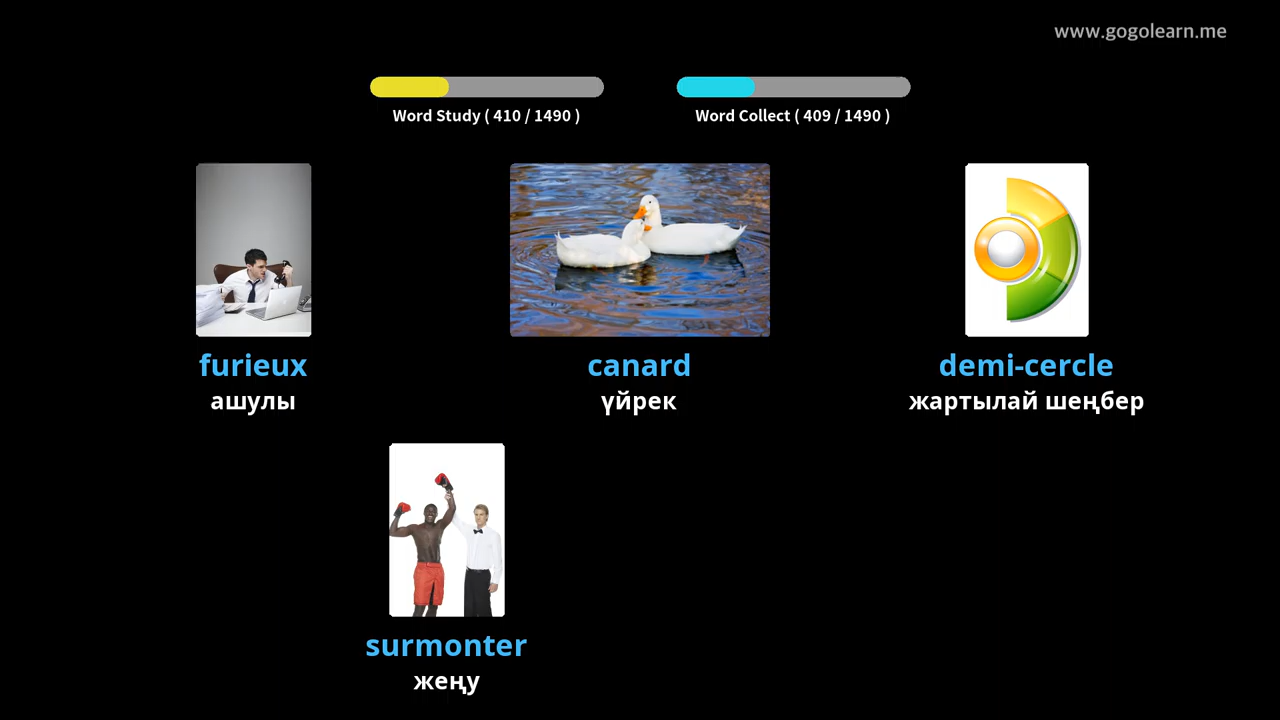 www.gogolearn.me
Word Study ( 410 / 1490 )
Word Collect ( 409 / 1490 )
furieux
ашулы
canard
үйрек
demi-cercle
жартылай шеңбер
surmonter
жеңу